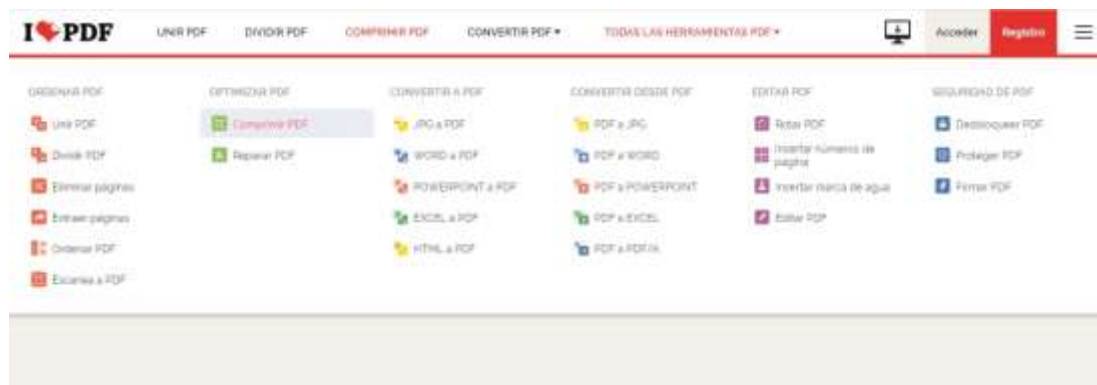 I PDF
UNIR PDF
DIVIDIR PDF
COMPRIMIR PDF
CONVERTIR PDF
TODAS LAS HERRAMIENTAS PDF
Acceder
Registro
ORDENAR PDF
Unir PDF
Dividir PDF
Eliminar páginas
Extraer páginas
Ordenar PDF
Escanea a PDF
OPTIMIZAR PDF
Comprimir PDF
Reparar PDF
CONVERTIR A PDF
JPG a PDF
WORD a PDF
POWERPOINT a PDF
EXCEL a PDF
HTML a PDF
CONVERTIR DESDE PDF
PDF a JPG
PDF a WORD
PDF a POWERPOINT
PDF a EXCEL
PDF a PDF/A
EDITAR PDF
Rotar PDF
Insertar números de
página
Insertar marca de agua
Editar PDF
SEGURIDAD DE PDF
Desbloquear PDF
Proteger PDF
Firmar PDF